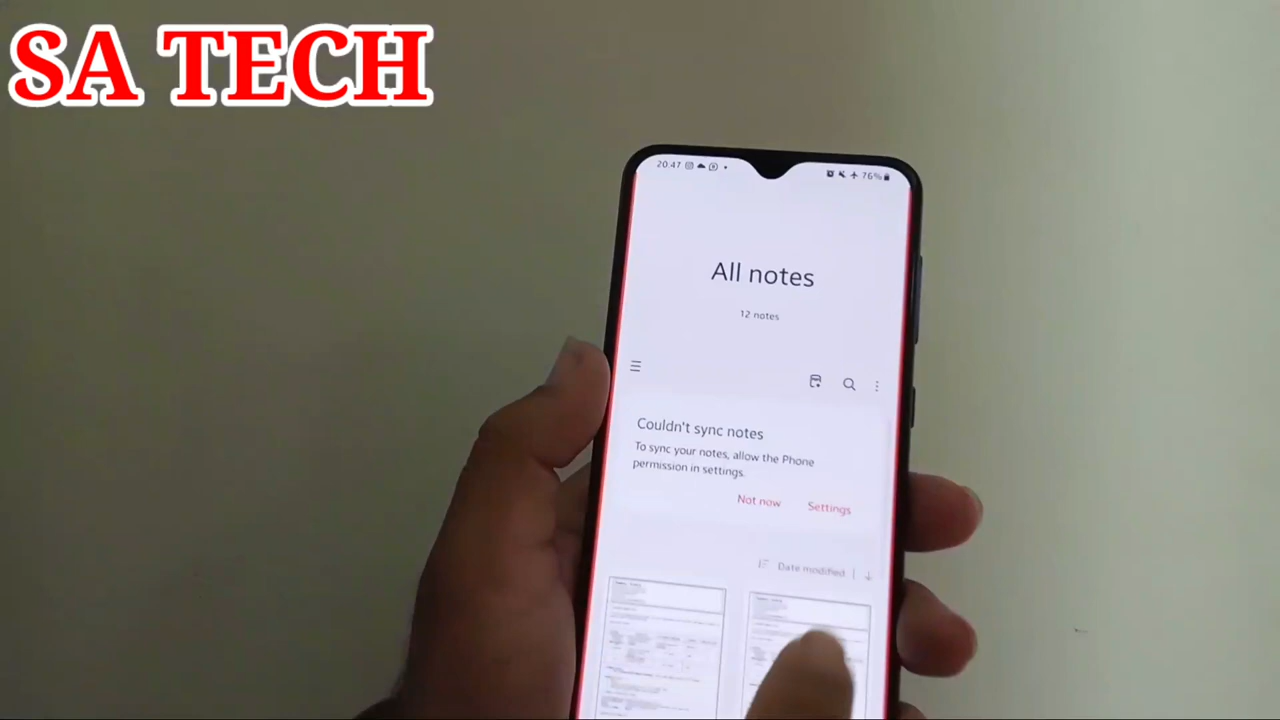 SA TECH
20.47
76%
All notes
12 notes
Couldn't sync notes
To sync your notes, allow the Phone
permission in settings.
Not now Settings
Date modified